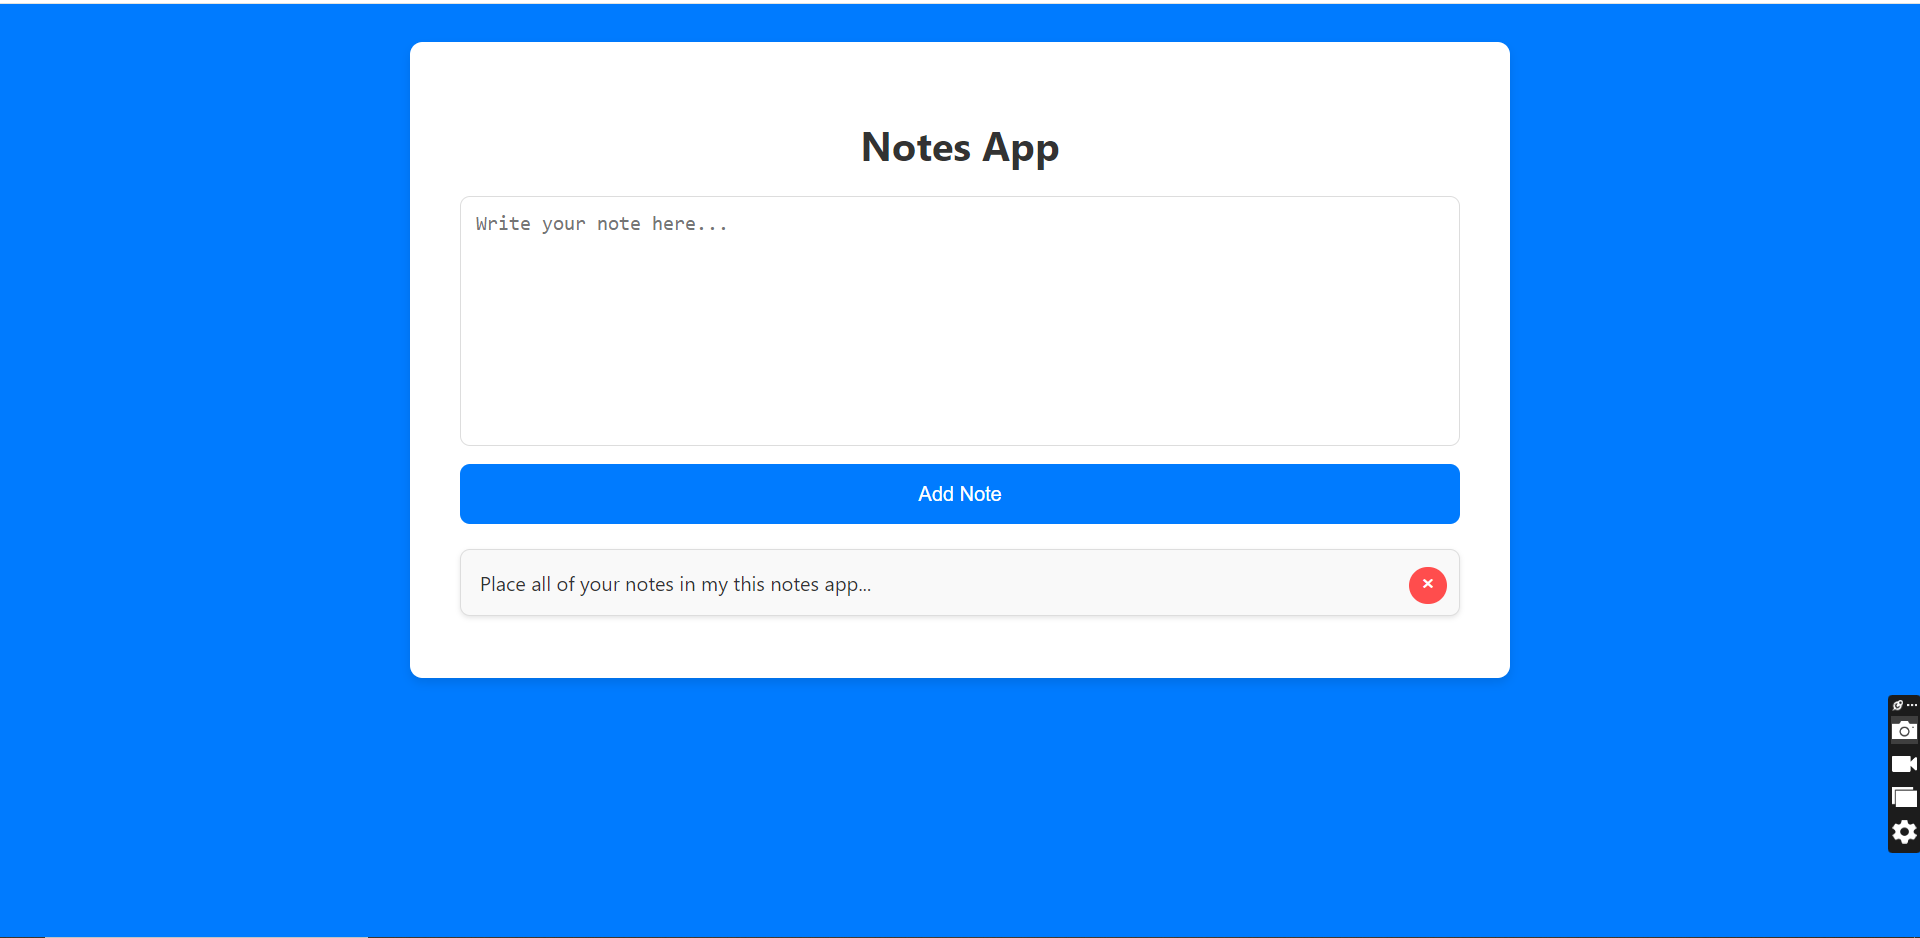 Notes App
Write your note here...
Add Note
Place all of your notes in my this notes app...